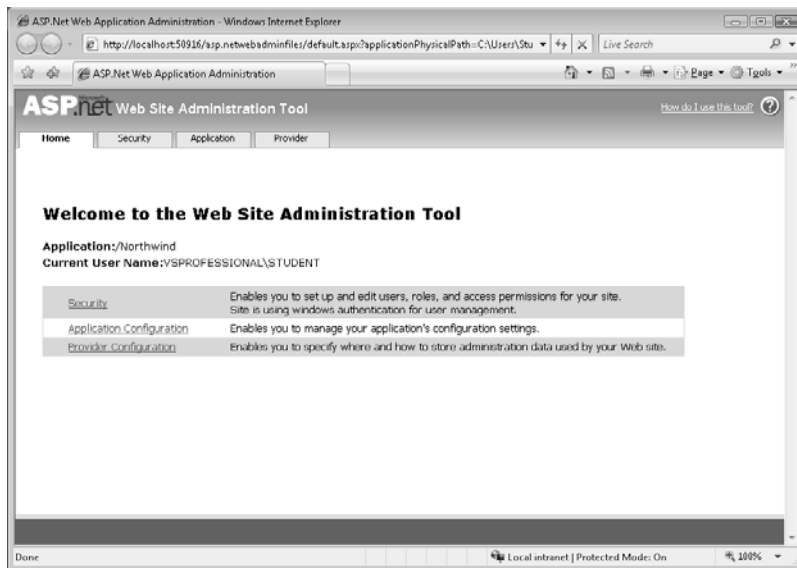 ASP.Net Web Application Administration - Windows Internet Explorer
http://localhost:50916/asp.netwebadminfiles/default.aspx?applicationPhysicalPath=C:\Users\Stu
Live Search
ASP.Net Web Application Administration
Page
Tools
ASP.net Web Site Administration Tool
How do I use this tool? ?
Home Security Application Provider
Welcome to the Web Site Administration Tool
Application:/Northwind
Current User Name:VSPROFESSIONAL\STUDENT
Security Enables you to set up and edit users, roles, and access permissions for your site.
Site is using windows authentication for user management.
Application Configuration Enables you to manage your application's configuration settings.
Provider Configuration Enables you to specify where and how to store administration data used by your Web site.
Done Local intranet | Protected Mode: On 100%